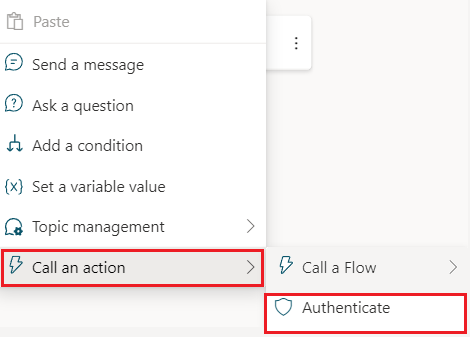 Paste
Send a message
Ask a question
Add a condition
{x} Set a variable value
Topic management
Call an action
Call a Flow
Authenticate